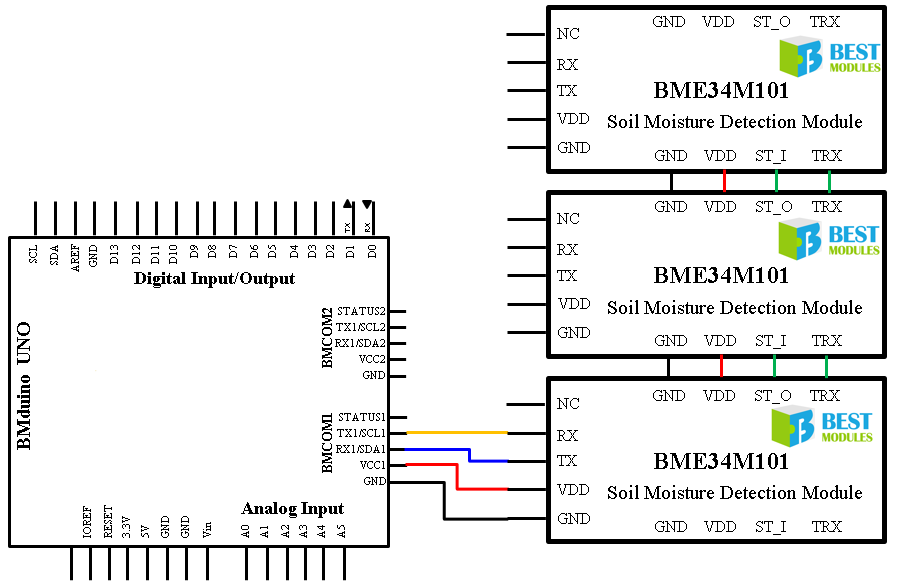 GND VDD ST_O TRX
NC
RX
TX
VDD
GND
BEST
MODULES
BME34M101
Soil Moisture Detection Module
GND VDD ST_I TRX
GND VDD ST_O TRX
NC
RX
TX
VDD
GND
BEST
MODULES
BME34M101
Soil Moisture Detection Module
GND VDD ST_I TRX
GND VDD ST_O TRX
NC
RX
TX
VDD
GND
BEST
MODULES
BME34M101
Soil Moisture Detection Module
GND VDD ST_I TRX
TX RX
SCL SDA AREF GND D13 D12 D11 D10 D9 D8 D7 D6 D5 D4 D3 D2 D1 D0
Digital Input/Output
BMduino UNO
BMCOM2
STATUS2
TX1/SCL2
RX1/SDA2
VCC2
GND
BMCOM1
STATUS1
TX1/SCL1
RX1/SDA1
VCC1
GND
Analog Input
IOREF RESET 3.3V 5V GND GND Vin A0 A1 A2 A3 A4 A5